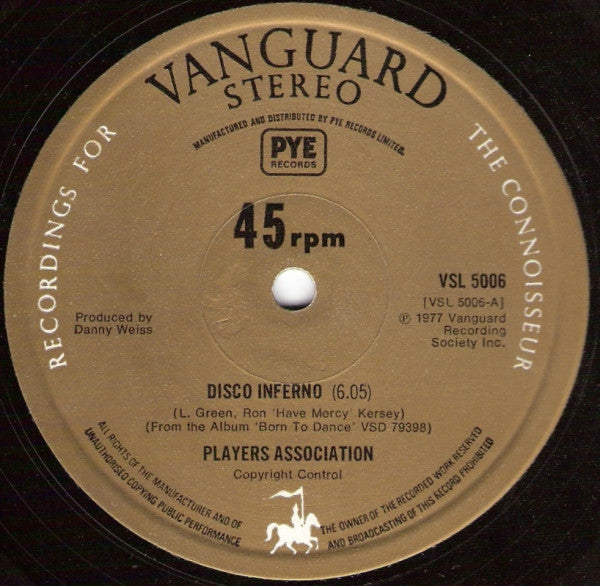 VANGUARD
STEREO
RECORDINGS FOR THE CONNOISSEUR
MANUFACTURED AND DISTRIBUTED BY PYE RECORDS LIMITED.
PYE
RECORDS
45 rpm
VSL 5006
[VSL 5006-A]
Ⓟ 1977 Vanguard
Recording
Society Inc.
Produced by
Danny Weiss
DISCO INFERNO (6.05)
(L. Green, Ron 'Have Mercy' Kersey)
(From the Album 'Born To Dance' VSD 79398)
PLAYERS ASSOCIATION
Copyright Control
ALL RIGHTS OF THE MANUFACTURER AND OF THE OWNER OF THE RECORDED WORK RESERVED
UNAUTHORISED COPYING PUBLIC PERFORMANCE AND BROADCASTING OF THIS RECORD PROHIBITED